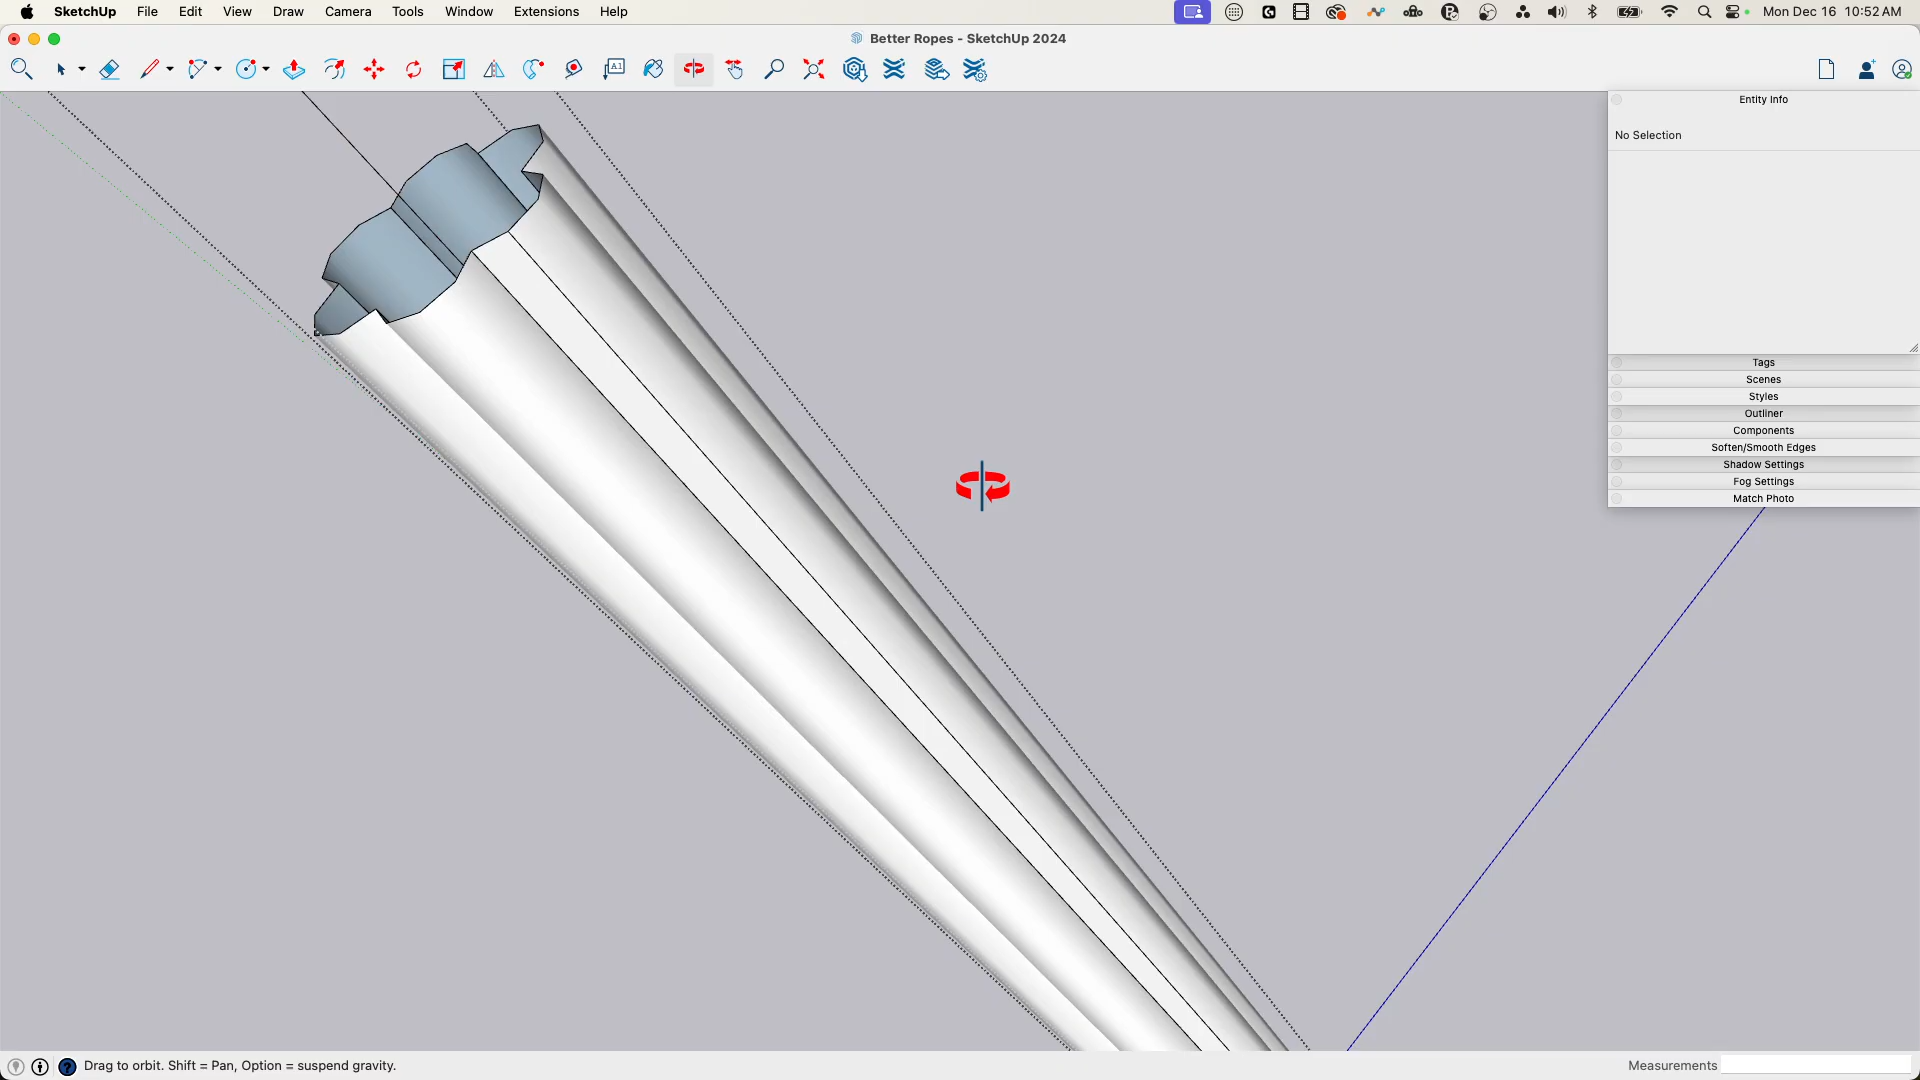 SketchUp File Edit View Draw Camera Tools Window Extensions Help Mon Dec 16 10:52 AM
Better Ropes - SketchUp 2024
A1
Entity Info
No Selection
Tags
Scenes
Styles
Outliner
Components
Soften/Smooth Edges
Shadow Settings
Fog Settings
Match Photo
Drag to orbit. Shift = Pan, Option = suspend gravity. Measurements